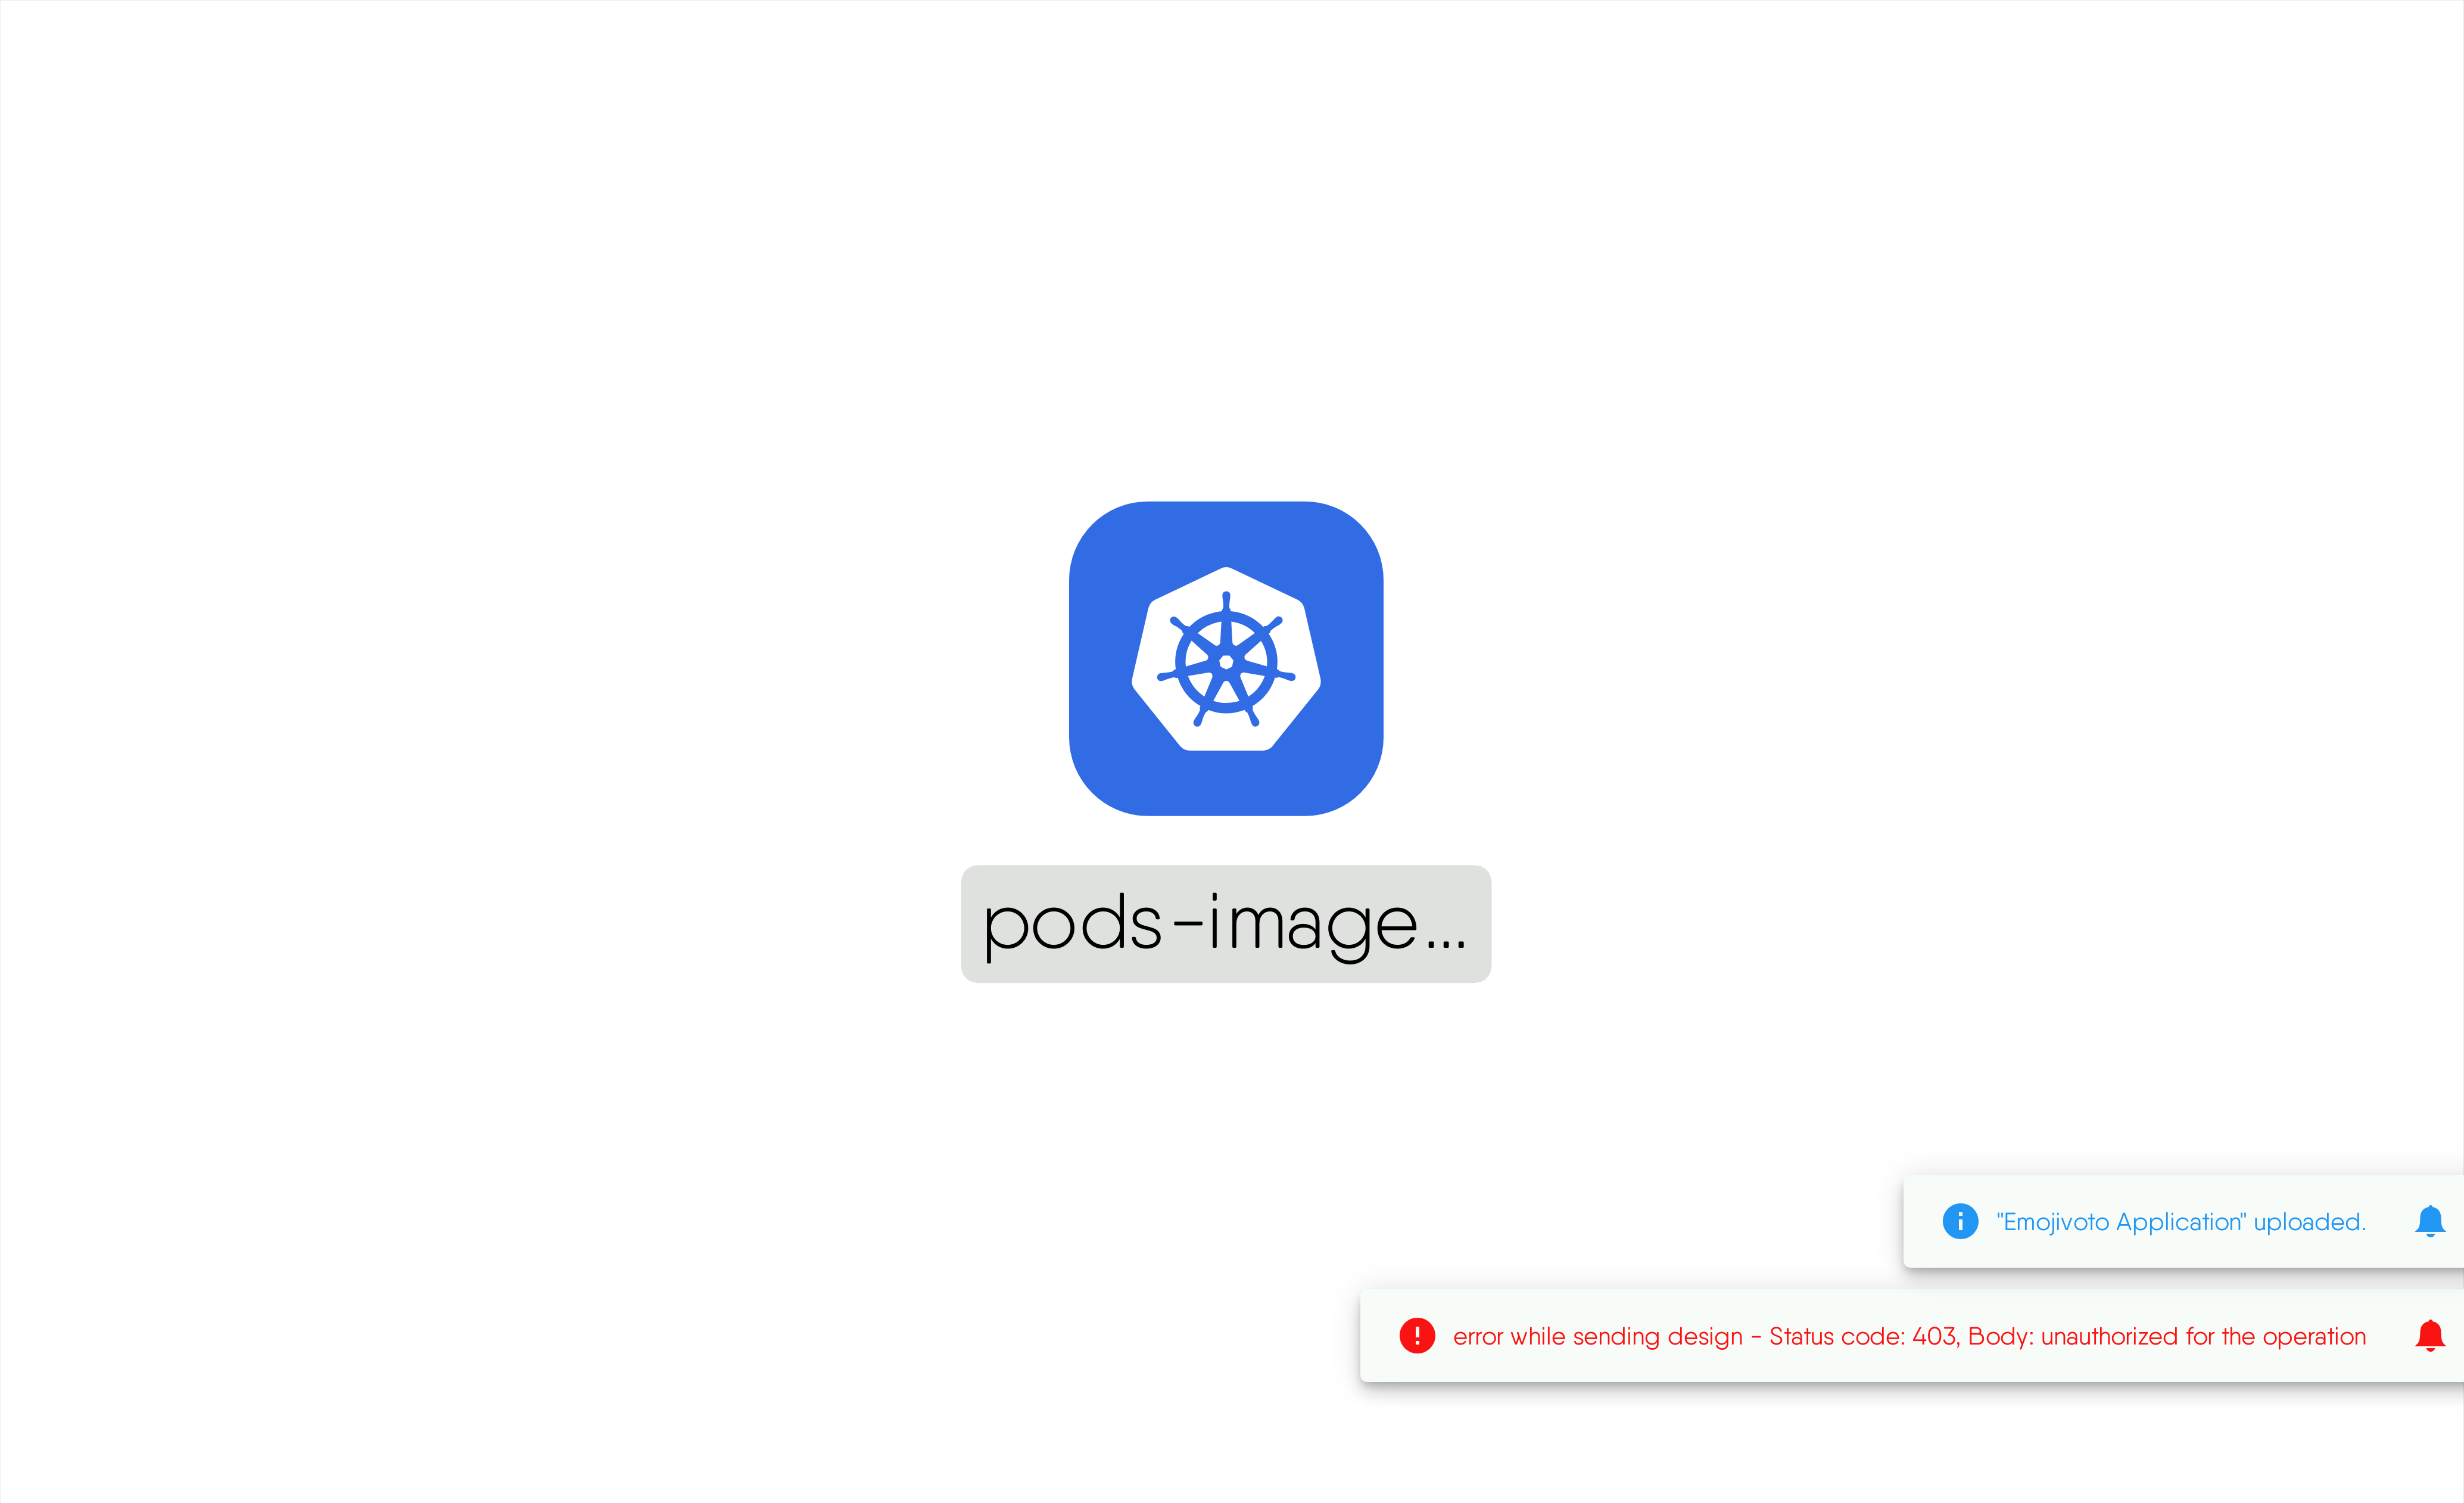 pods-image...
"Emojivoto Application" uploaded.
error while sending design - Status code: 403, Body: unauthorized for the operation